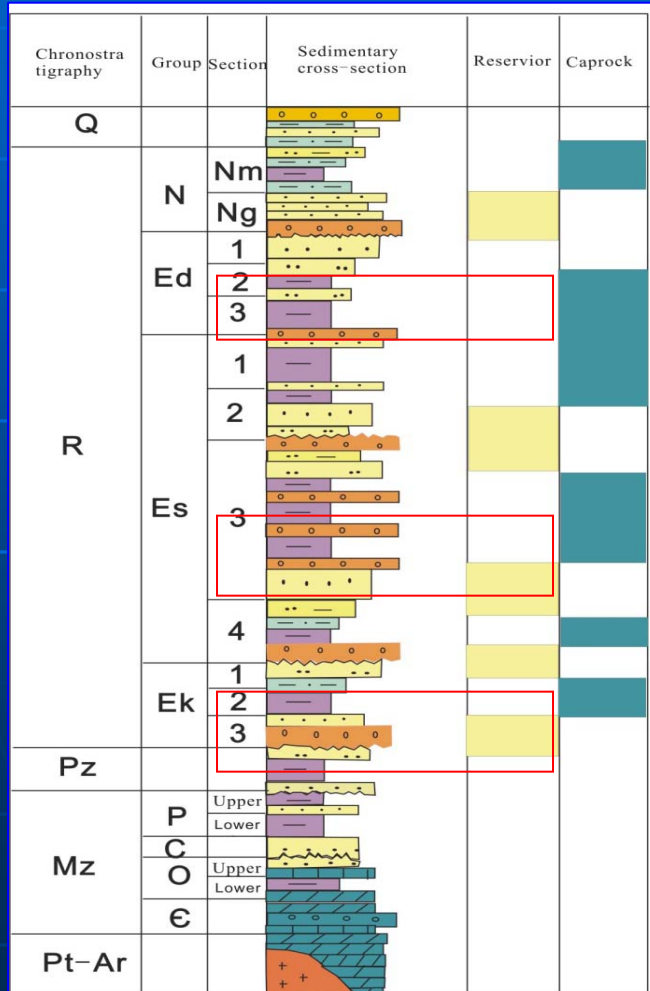 Chronostra
tigraphy
Group
Section
Sedimentary
cross-section
Reservior
Caprock
Q
R
N
Nm
Ng
Ed
1
2
3
Es
1
2
3
4
Ek
1
2
3
Pz
Mz
P
Upper
Lower
C
O
Upper
Lower
Є
Pt-Ar